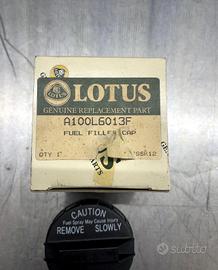 LOTUS
LOTUS
GENUINE REPLACEMENT PART
A100L6013F
FUEL FILLER CAP
QTY 1
CAUTION
Fuel Spray May Cause Injury
REMOVE SLOWLY
subito